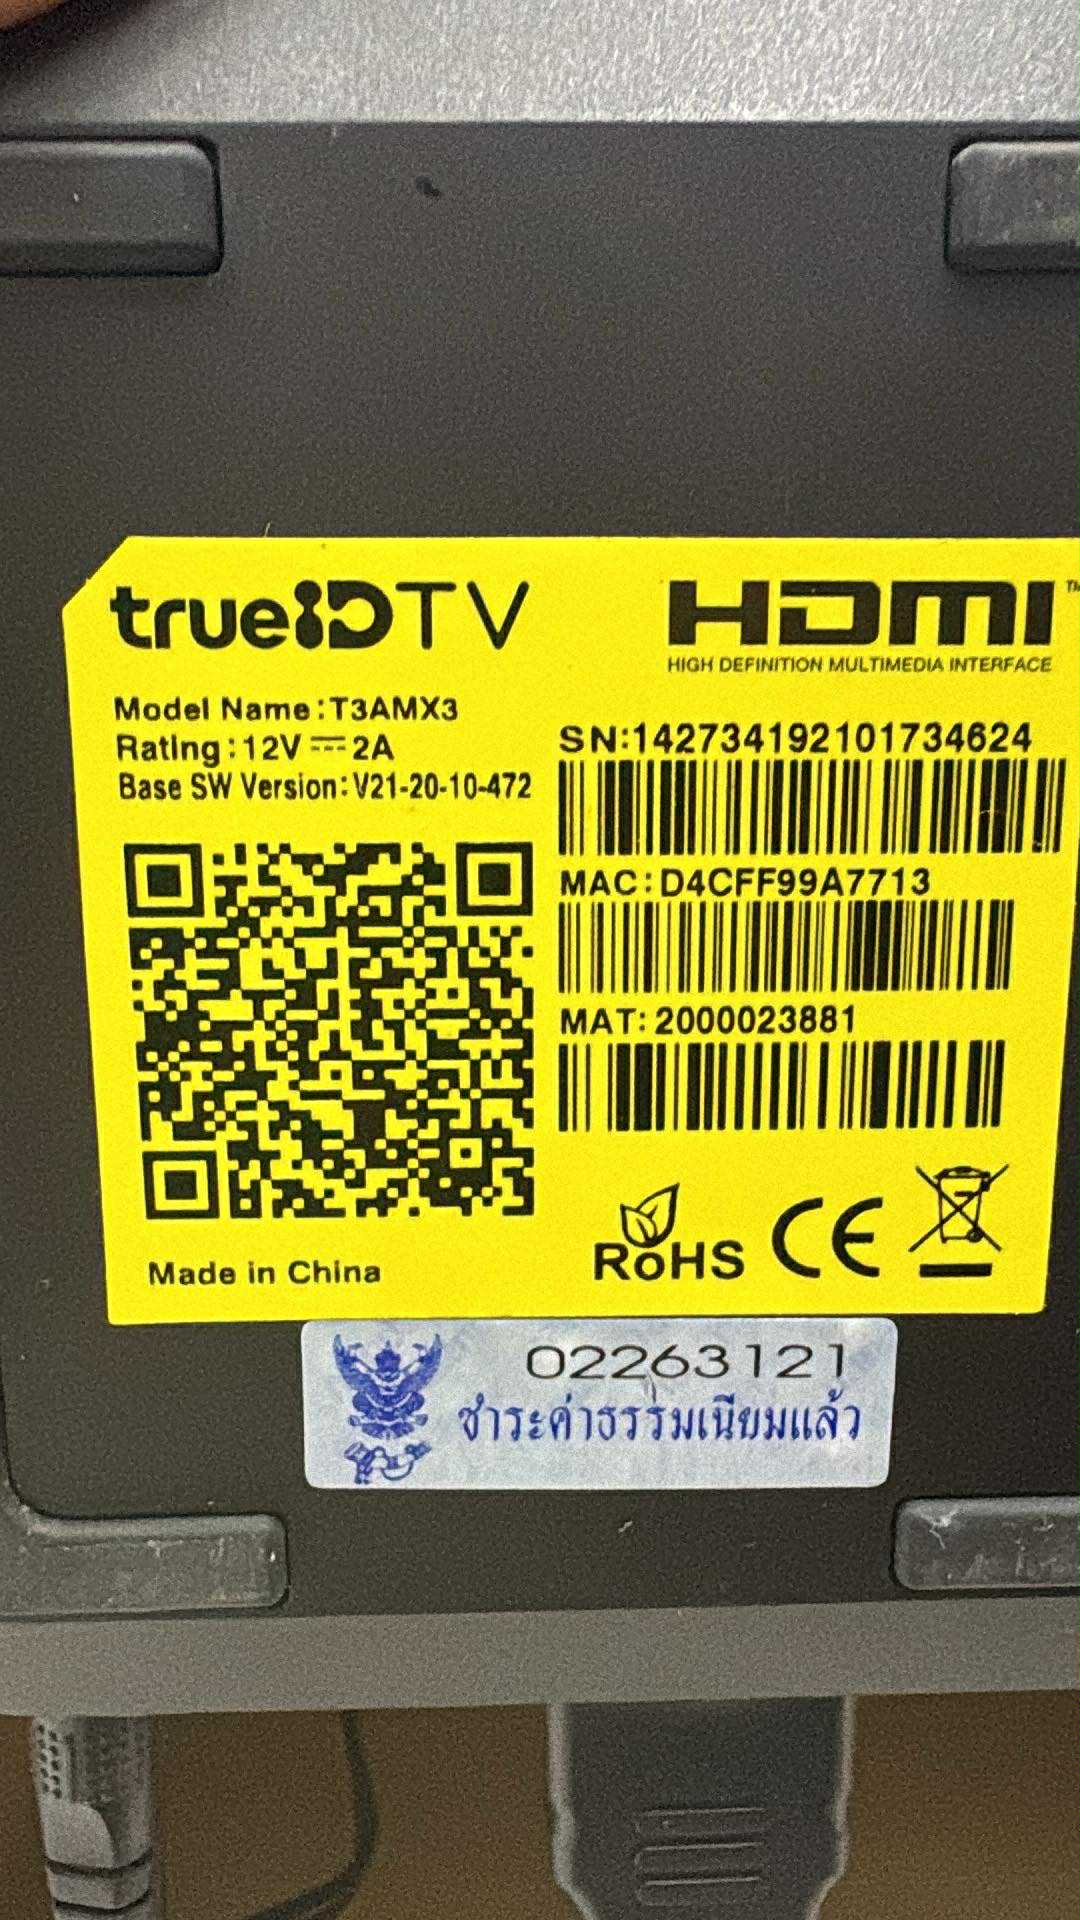 trueiDTV
HDMI™
HIGH DEFINITION MULTIMEDIA INTERFACE
Model Name:T3AMX3
Rating:12V 2A
Base SW Version:V21-20-10-472
SN:142734192101734624
MAC:D4CFF99A7713
MAT:2000023881
RoHS CE
Made in China
02263121
ชำระค่าธรรมเนียมแล้ว